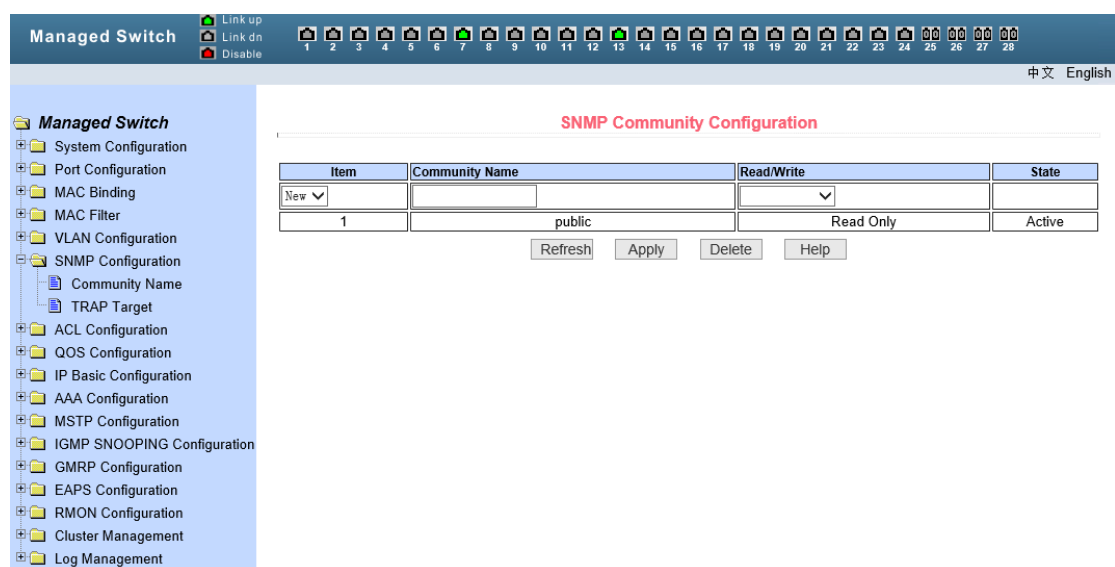 Managed Switch
Link up
Link dn
Disable
1 2 3 4 5 6 7 8 9 10 11 12 13 14 15 16 17 18 19 20 21 22 23 24 25 26 27 28
中文 English
Managed Switch
System Configuration
Port Configuration
MAC Binding
MAC Filter
VLAN Configuration
SNMP Configuration
Community Name
TRAP Target
ACL Configuration
QOS Configuration
IP Basic Configuration
AAA Configuration
MSTP Configuration
IGMP SNOOPING Configuration
GMRP Configuration
EAPS Configuration
RMON Configuration
Cluster Management
Log Management
SNMP Community Configuration
Item Community Name Read/Write State
New
1 public Read Only Active
Refresh Apply Delete Help